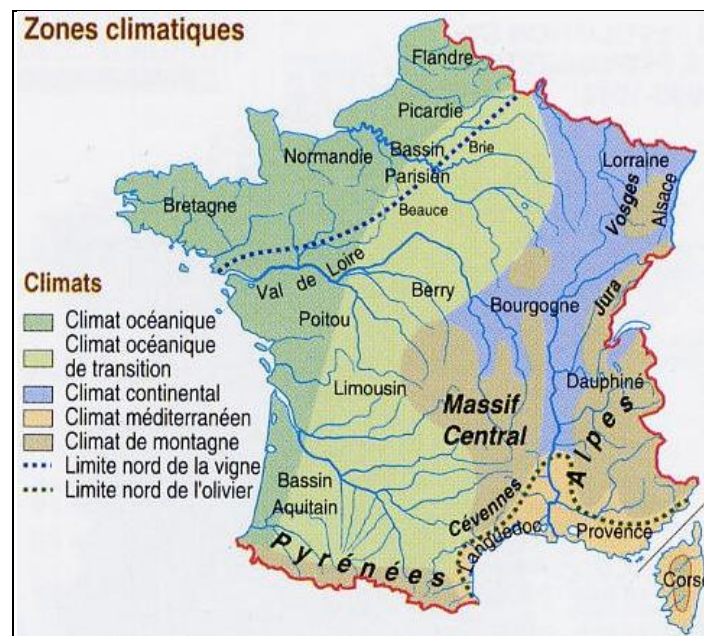 Zones climatiques
Flandre
Picardie
Normandie
Bassin
Parisien
Brie
Lorraine
Vosges
Alsace
Bretagne
Beauce
Val de Loire
Berry
Bourgogne
Jura
Poitou
Climats
Climat océanique
Climat océanique
de transition
Climat continental
Climat méditerranéen
Climat de montagne
Limite nord de la vigne
Limite nord de l'olivier
Limousin
Massif
Central
Dauphiné
Alpes
Bassin
Aquitain
Cévennes
Languedoc
Provence
Pyrénées
Corse